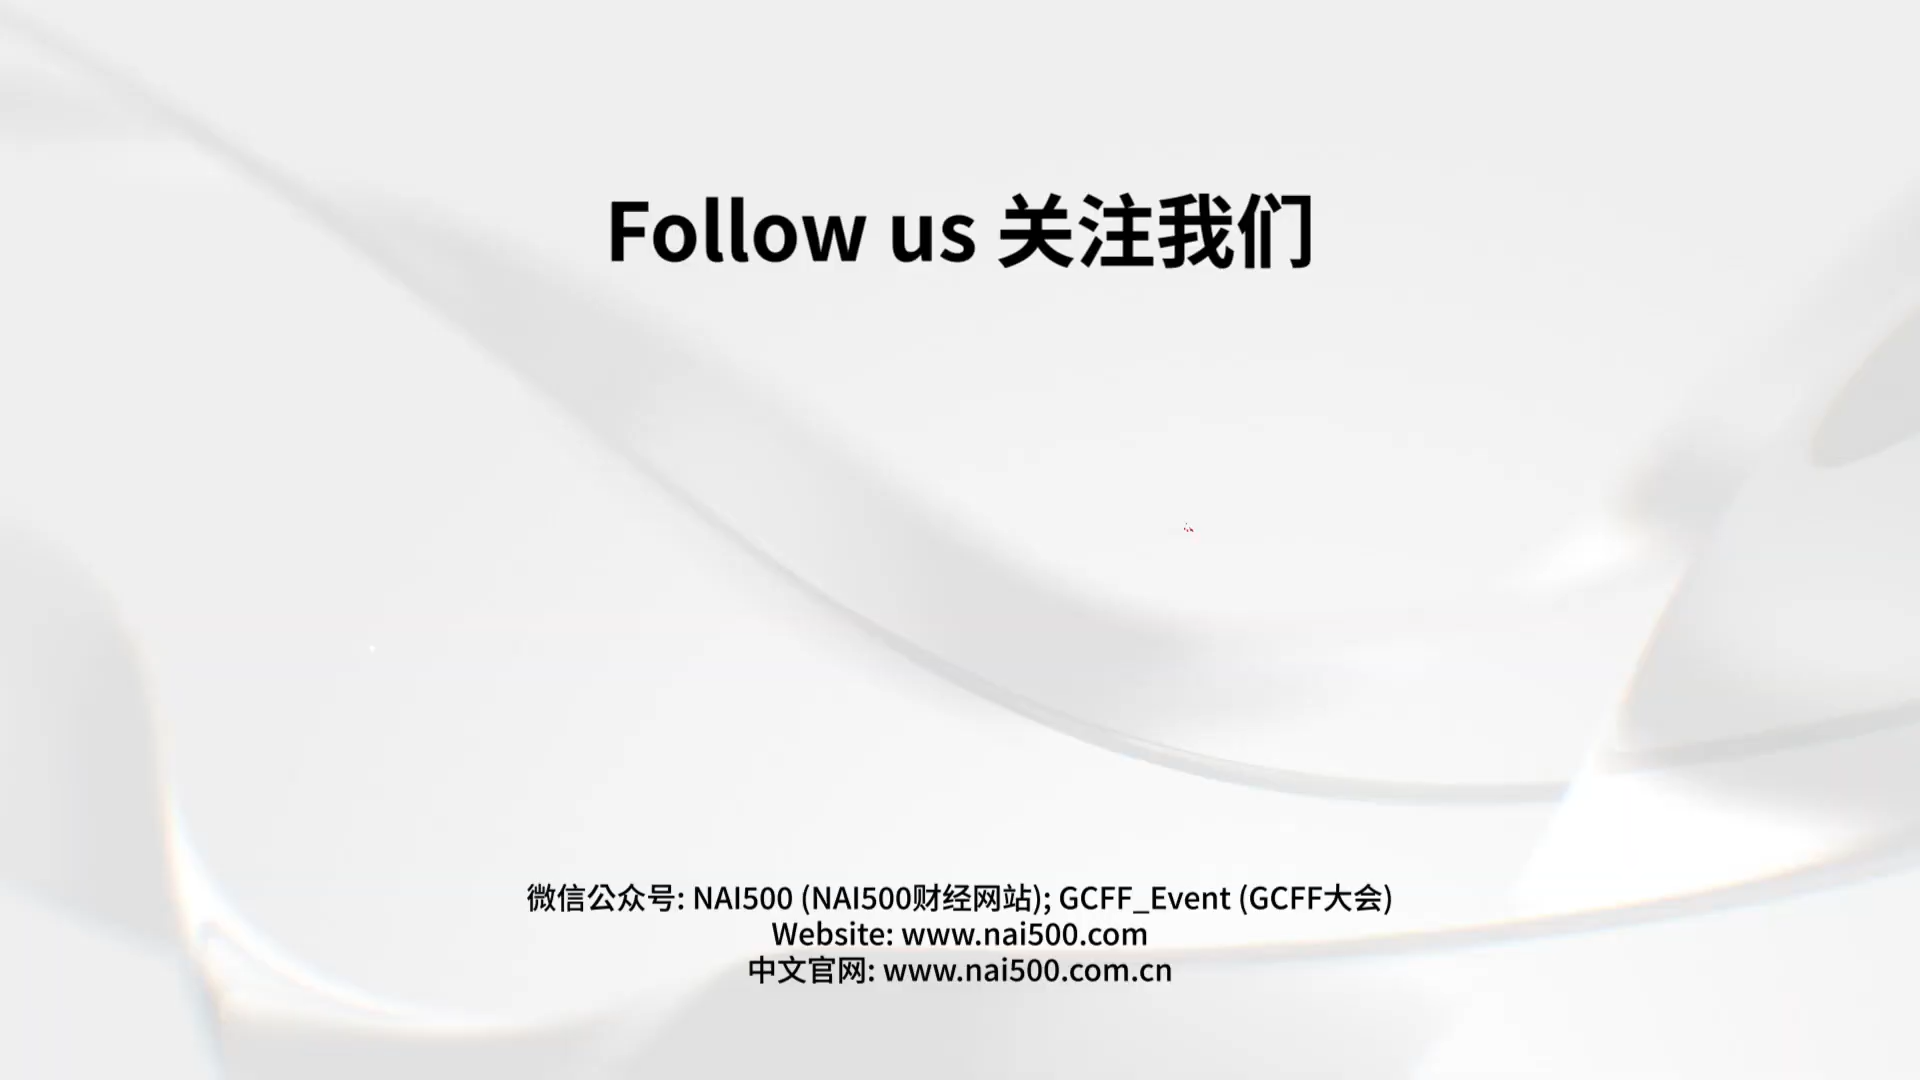 Follow us 关注我们
微信公众号: NAI500 (NAI500财经网站); GCFF_Event (GCFF大会)
Website: www.nai500.com
中文官网: www.nai500.com.cn